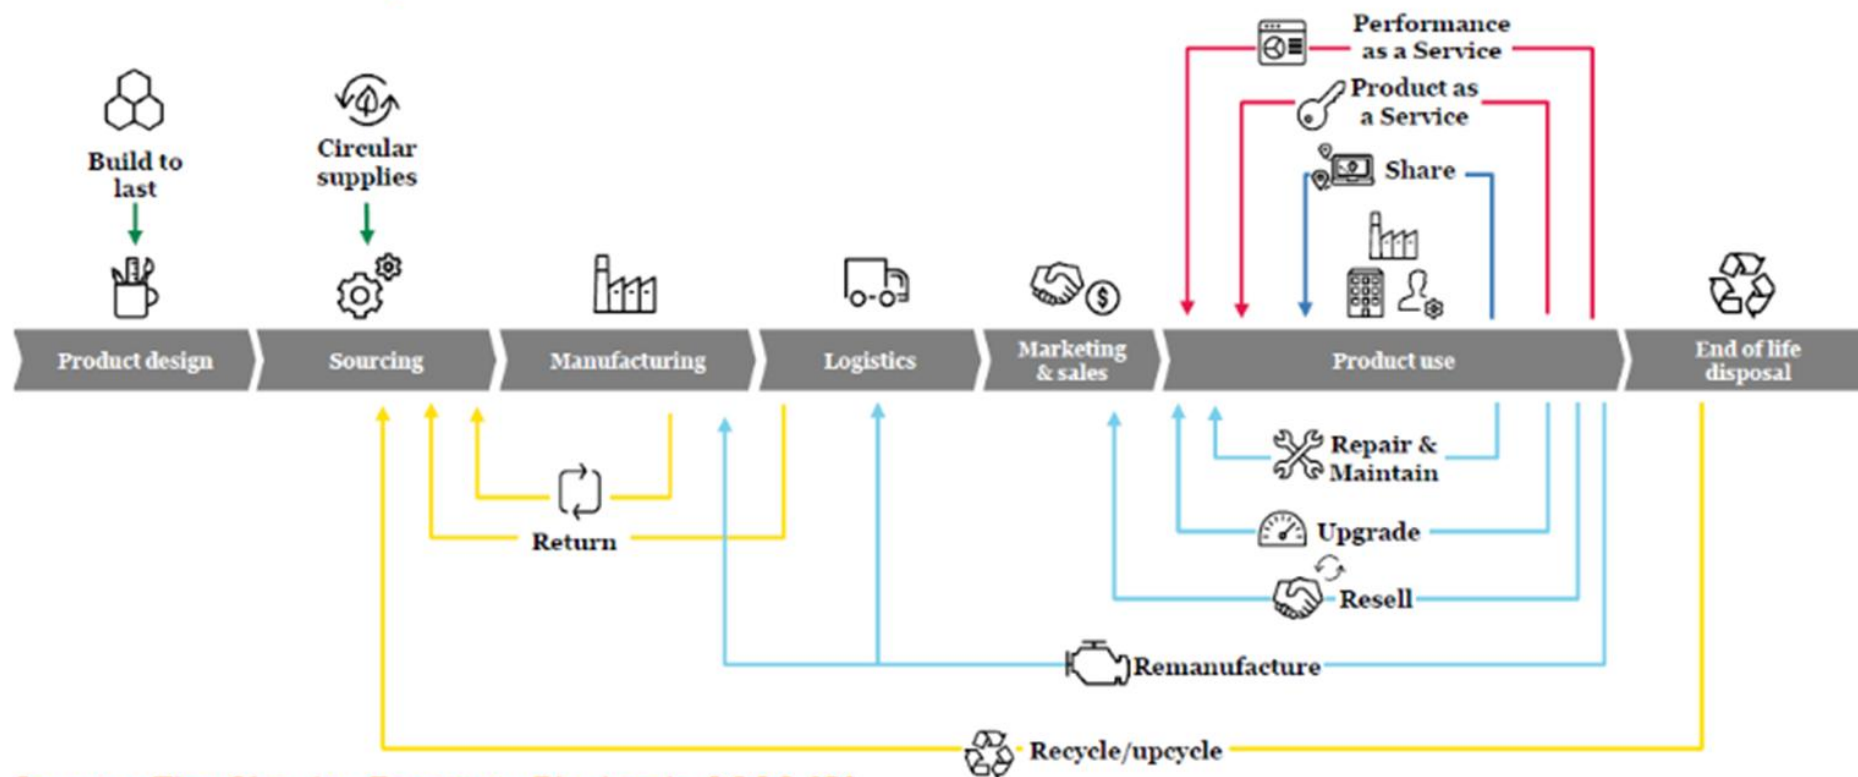 Performance
as a Service
Product as
a Service
Share
Build to
last
Circular
supplies
$
Product design
Sourcing
Manufacturing
Logistics
Marketing
& sales
Product use
End of life
disposal
Repair &
Maintain
Upgrade
Return
Resell
Remanufacture
Recycle/upcycle